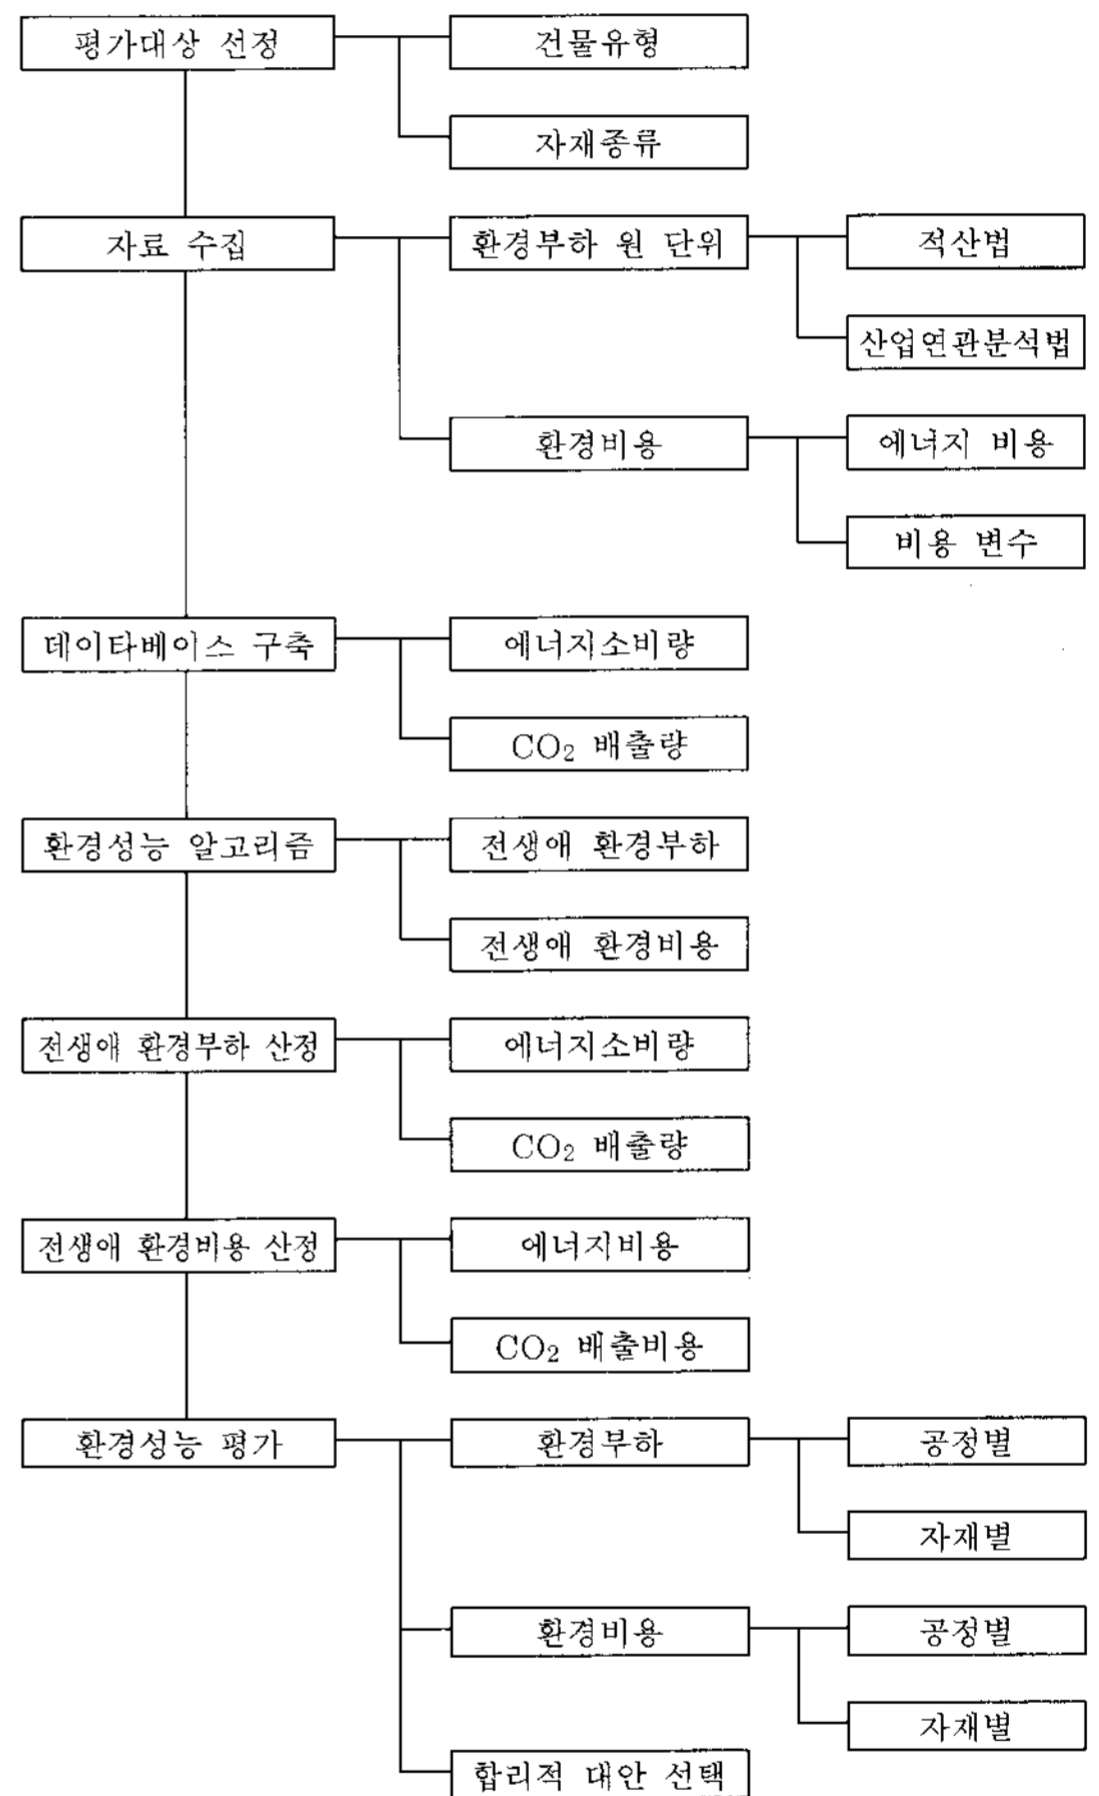 평가대상 선정
건물유형
자재종류
자료 수집
환경부하 원 단위
적산법
산업연관분석법
환경비용
에너지 비용
비용 변수
데이타베이스 구축
에너지소비량
CO₂ 배출량
환경성능 알고리즘
전생애 환경부하
전생애 환경비용
전생애 환경부하 산정
에너지소비량
CO₂ 배출량
전생애 환경비용 산정
에너지비용
CO₂ 배출비용
환경성능 평가
환경부하
공정별
자재별
환경비용
공정별
자재별
합리적 대안 선택